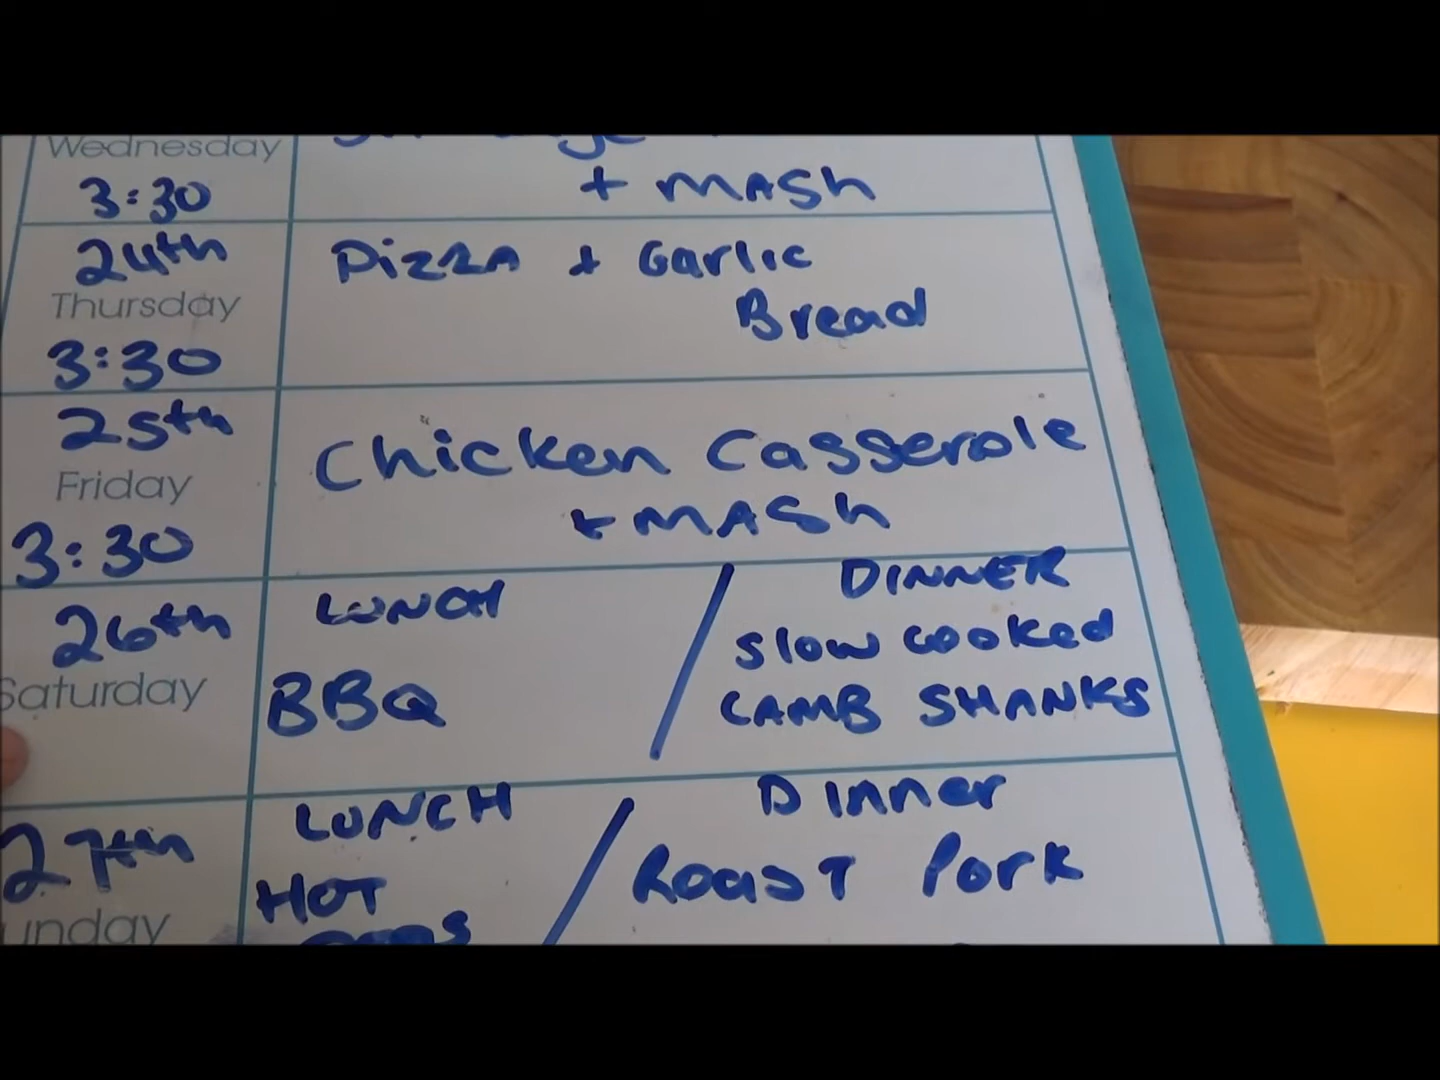 Wednesday
3:30
+ MASh
24th
Thursday
3:30
Pizza + Garlic
Bread
25th
Friday
3:30
Chicken Casserole
+ MASh
26th
Saturday
LUNCH
BBQ
DINNER
Slow cooked
LAMB SHANKS
27th
unday
LUNCH
HOT
Dinner
ROAST Pork